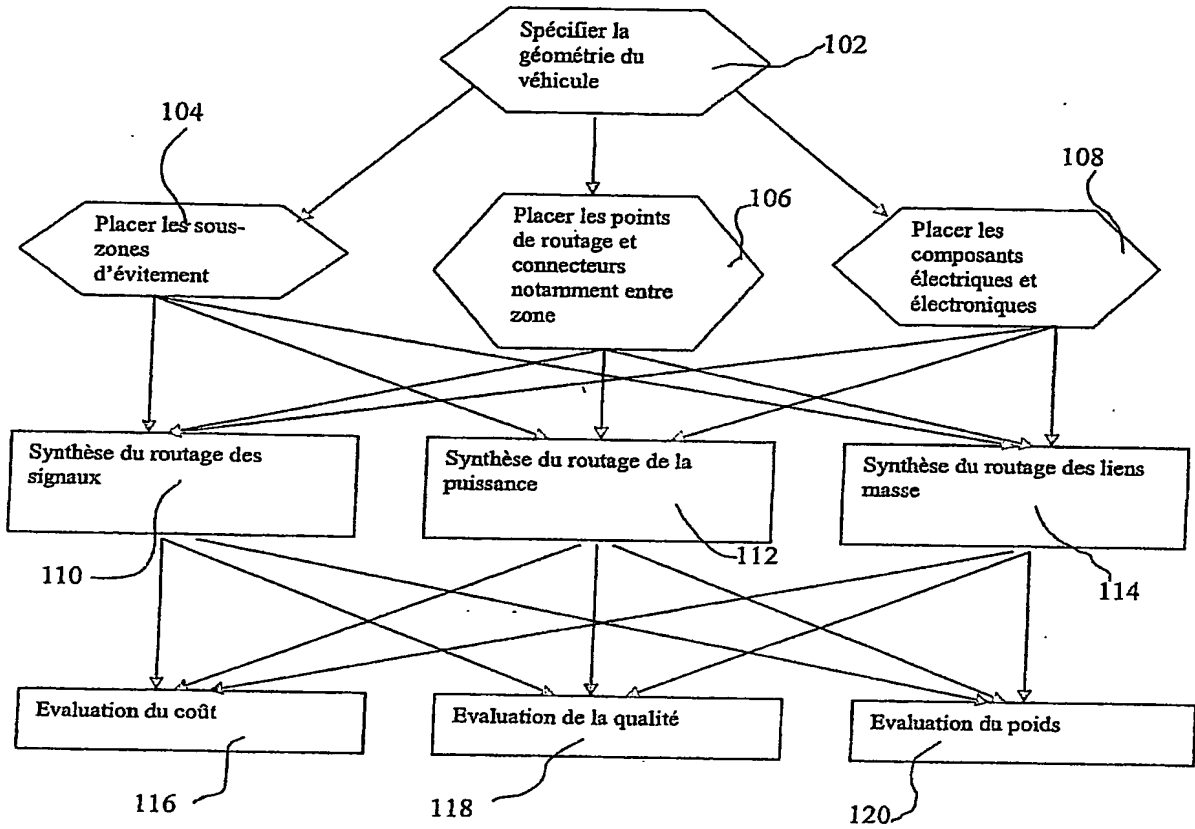 Spécifier la
géométrie du
véhicule
102
104
Placer les sous-
zones
d'évitement
106
Placer les points
de routage et
connecteurs
notamment entre
zone
108
Placer les
composants
électriques et
électroniques
Synthèse du routage des
signaux
110
Synthèse du routage de la
puissance
112
Synthèse du routage des liens
masse
114
Evaluation du coût
116
Evaluation de la qualité
118
Evaluation du poids
120